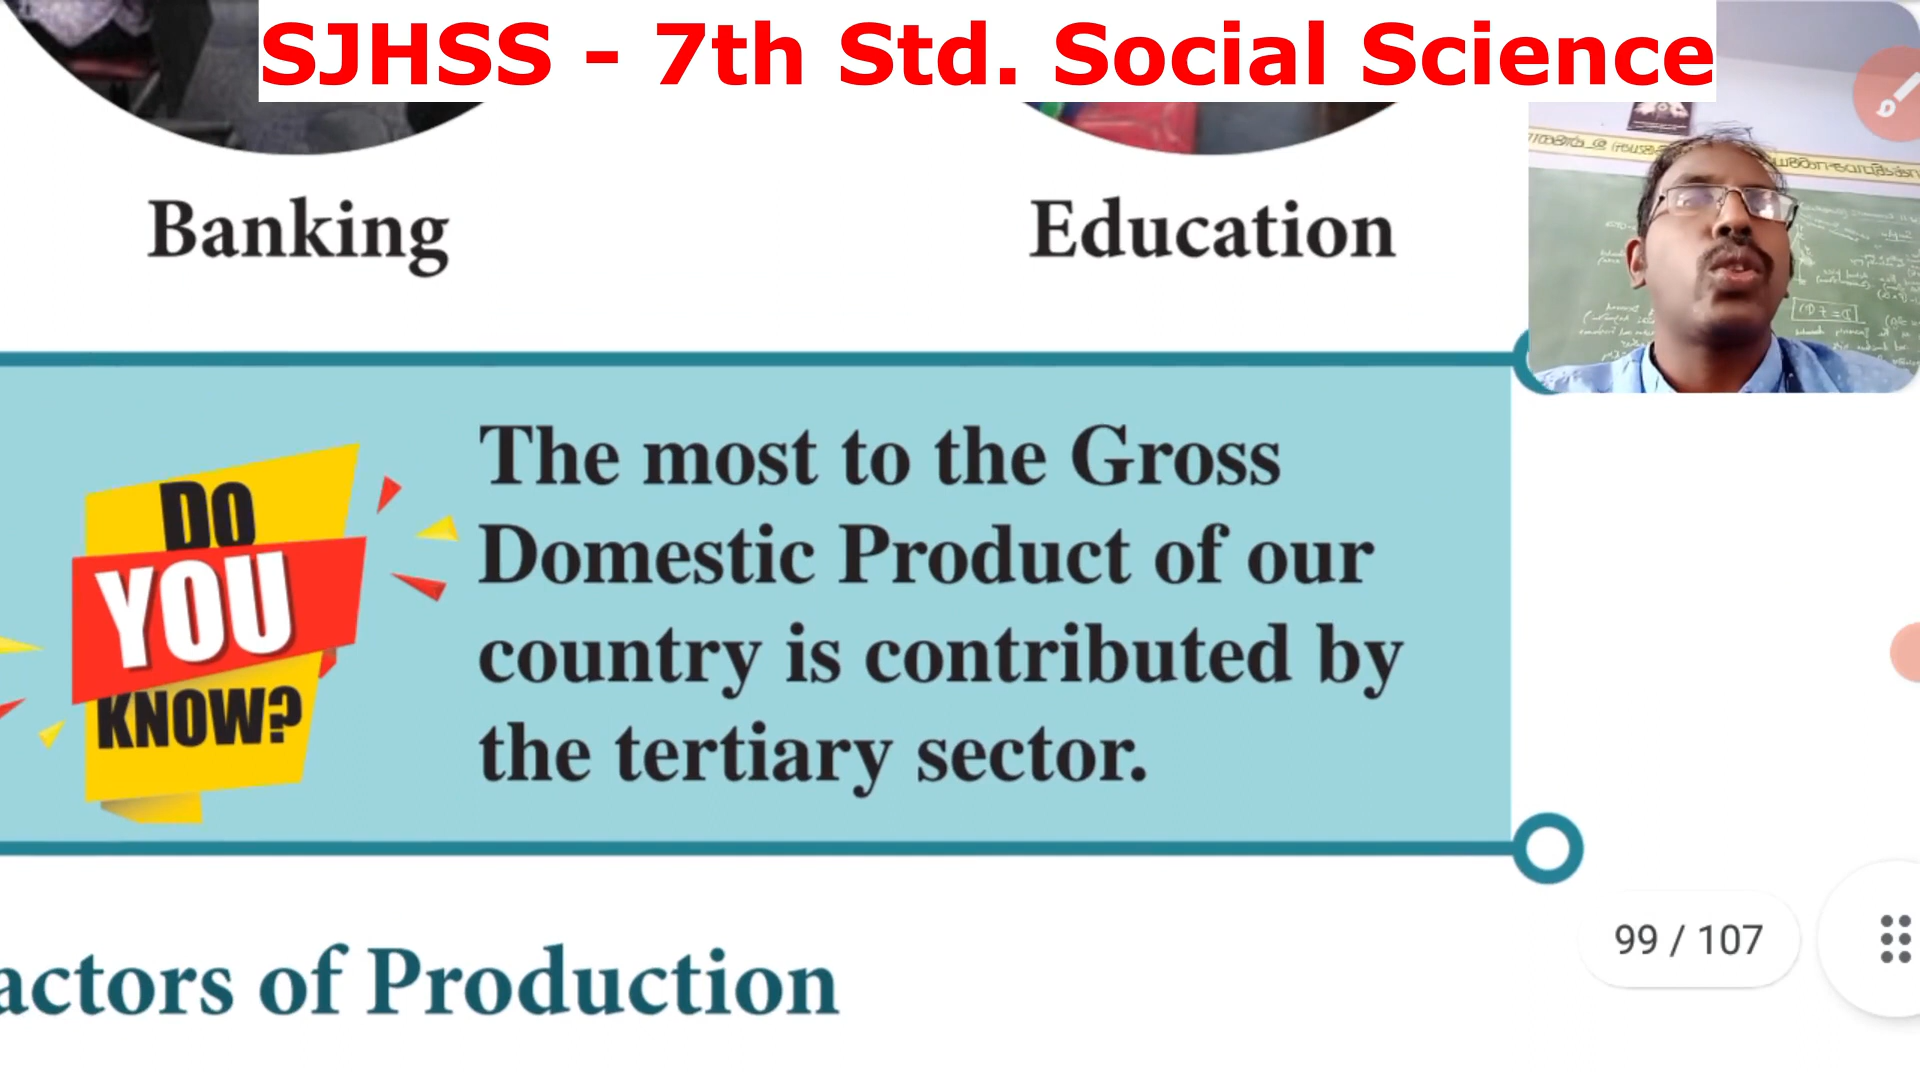 SJHSS - 7th Std. Social Science
Banking
Education
DO
YOU
KNOW?
The most to the Gross
Domestic Product of our
country is contributed by
the tertiary sector.
99 / 107
actors of Production